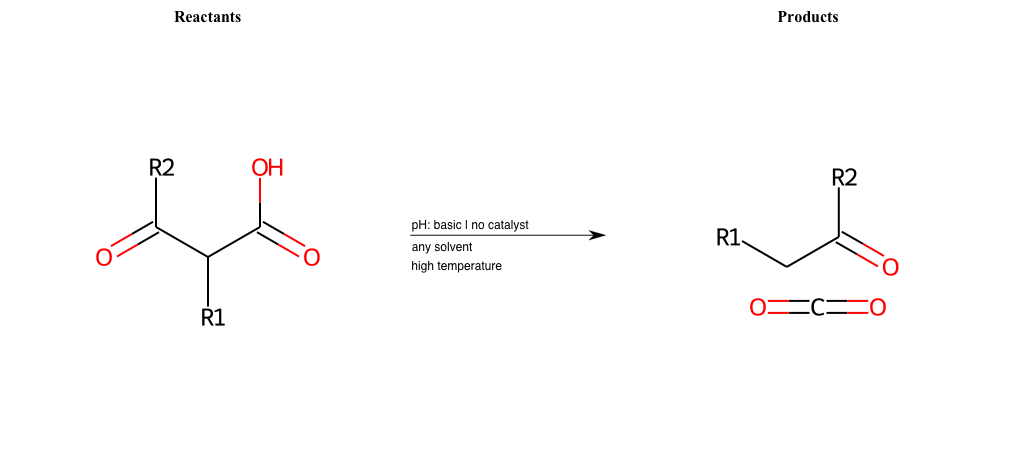 Reactants
Products
R2
OH
O
O
R1
pH: basic | no catalyst
any solvent
high temperature
R2
R1
O
O C O